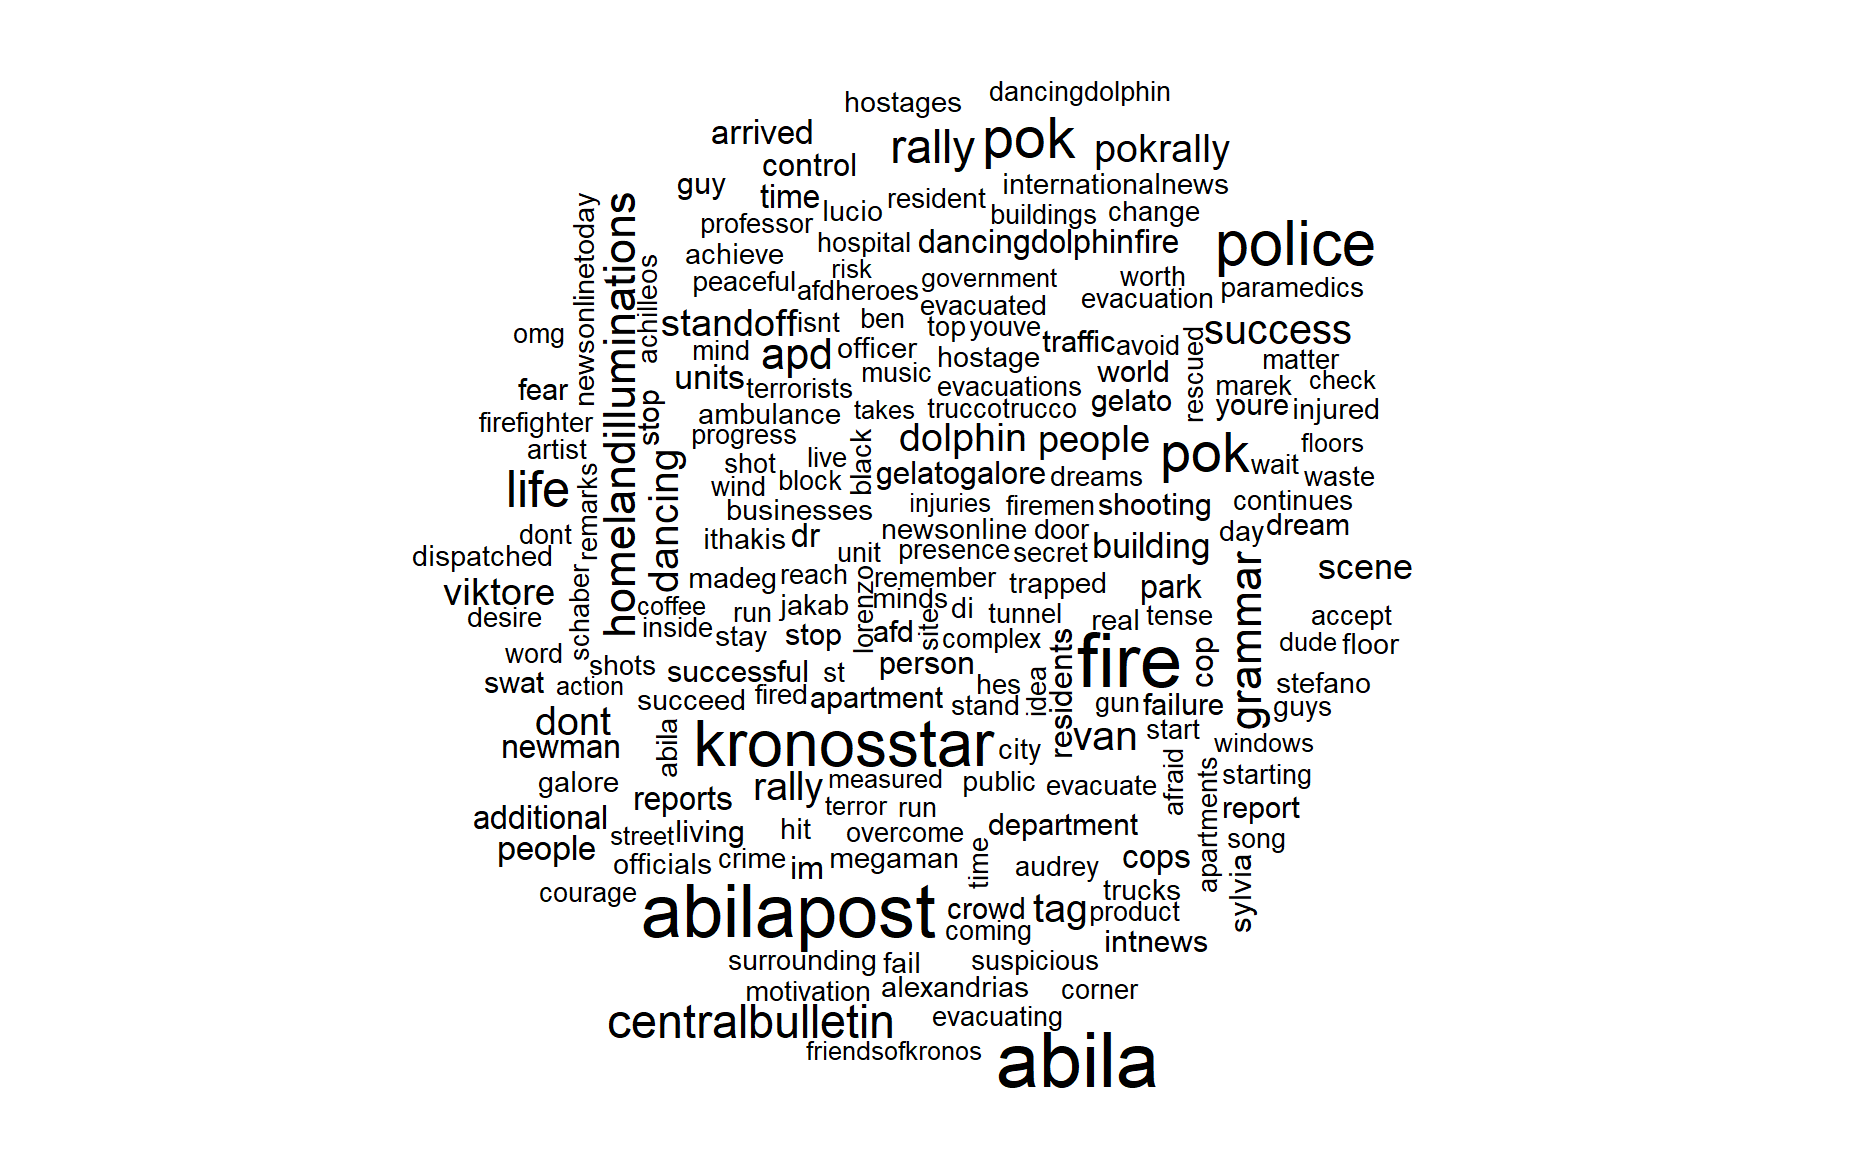 hostages
dancingdolphin
arrived
rally
pok
pokrally
control
guy
time
lucio
resident
internationalnews
buildings
change
professor
newsonlinetoday
homelandilluminations
achilleos
achieve
hospital
dancingdolphinfire
police
peaceful
risk
afdheroes
government
worth
evacuated
evacuation
paramedics
omg
standoff
isnt
ben
top
youve
success
mind
apd
officer
hostage
traffic
avoid
rescued
matter
fear
stop
units
terrorists
music
evacuations
world
marek
check
firefighter
ambulance
takes
truccotrucco
gelato
youre
injured
artist
progress
black
dolphin
people
pok
floors
life
remarks
dancing
shot
live
wind
block
gelatogalore
dreams
wait
waste
businesses
injuries
firemen
shooting
continues
dont
ithakis
dr
newsonline
door
day
dream
dispatched
unit
presence
secret
building
grammar
scene
viktore
schaber
madeg
reach
lorenzo
remember
trapped
park
desire
coffee
run
jakab
minds
di
tunnel
real
tense
accept
inside
stay
stop
afd
site
complex
residents
fire
cop
dude
floor
word
shots
successful
st
person
swat
action
hes
idea
stefano
succeed
fired
apartment
stand
gun
failure
guys
dont
newman
abila
kronosstar
city
van
start
windows
galore
rally
measured
public
evacuate
afraid
apartments
starting
reports
terror
run
report
additional
street
living
hit
overcome
department
song
people
officials
crime
im
megaman
time
audrey
cops
sylvia
courage
abilapost
crowd
tag
trucks
product
coming
intnews
surrounding
fail
suspicious
motivation
alexandrias
corner
centralbulletin
evacuating
friendsofkronos
abila